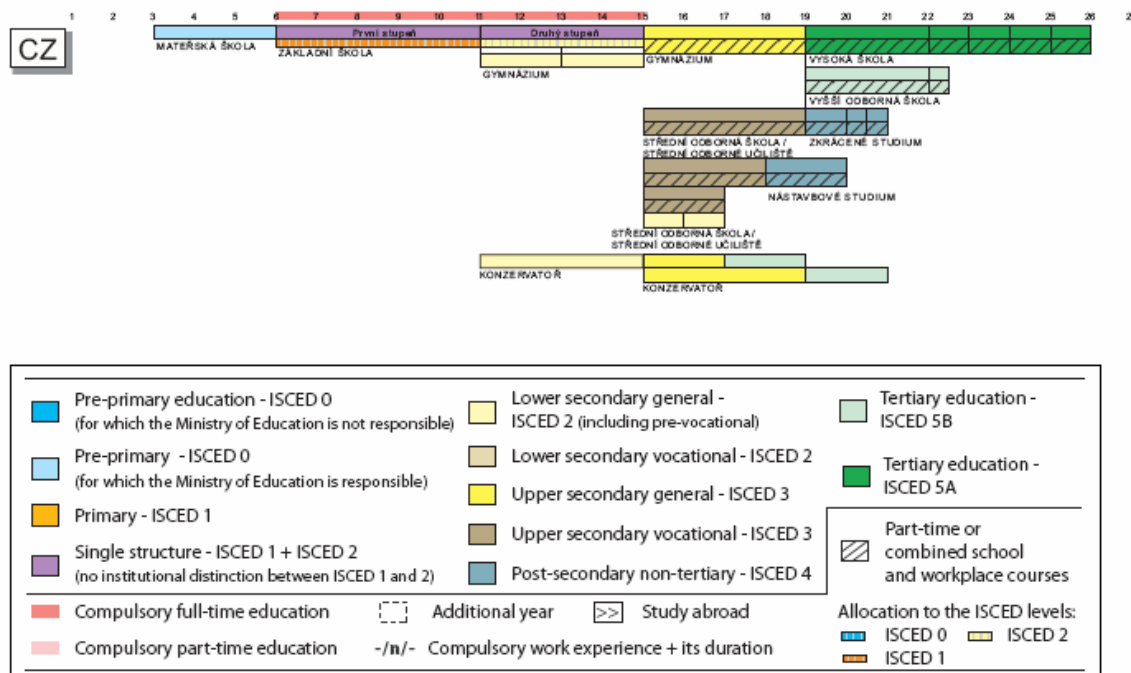 1 2 3 4 5 6 7 8 9 10 11 12 13 14 15 16 17 18 19 20 21 22 23 24 25 26
CZ
První stupeň
Druhý stupeň
MATEŘSKÁ ŠKOLA
ZÁKLADNÍ ŠKOLA
GYMNÁZIUM
GYMNÁZIUM
VYSOKÁ ŠKOLA
VYŠŠÍ ODBORNÁ ŠKOLA
STŘEDNÍ ODBORNÁ ŠKOLA /
STŘEDNÍ ODBORNÉ UČILIŠTĚ
ZKRÁCENÉ STUDIUM
NÁSTAVBOVÉ STUDIUM
STŘEDNÍ ODBORNÁ ŠKOLA/
STŘEDNÍ ODBORNÉ UČILIŠTĚ
KONZERVATOŘ
KONZERVATOŘ
Pre-primary education - ISCED 0
(for which the Ministry of Education is not responsible)
Pre-primary - ISCED 0
(for which the Ministry of Education is responsible)
Primary - ISCED 1
Single structure - ISCED 1 + ISCED 2
(no institutional distinction between ISCED 1 and 2)
Lower secondary general -
ISCED 2 (including pre-vocational)
Lower secondary vocational - ISCED 2
Upper secondary general - ISCED 3
Upper secondary vocational - ISCED 3
Post-secondary non-tertiary - ISCED 4
Tertiary education -
ISCED 5B
Tertiary education -
ISCED 5A
Part-time or
combined school
and workplace courses
Compulsory full-time education
Additional year
>> Study abroad
Compulsory part-time education
-/n/- Compulsory work experience + its duration
Allocation to the ISCED levels:
ISCED 0
ISCED 2
ISCED 1